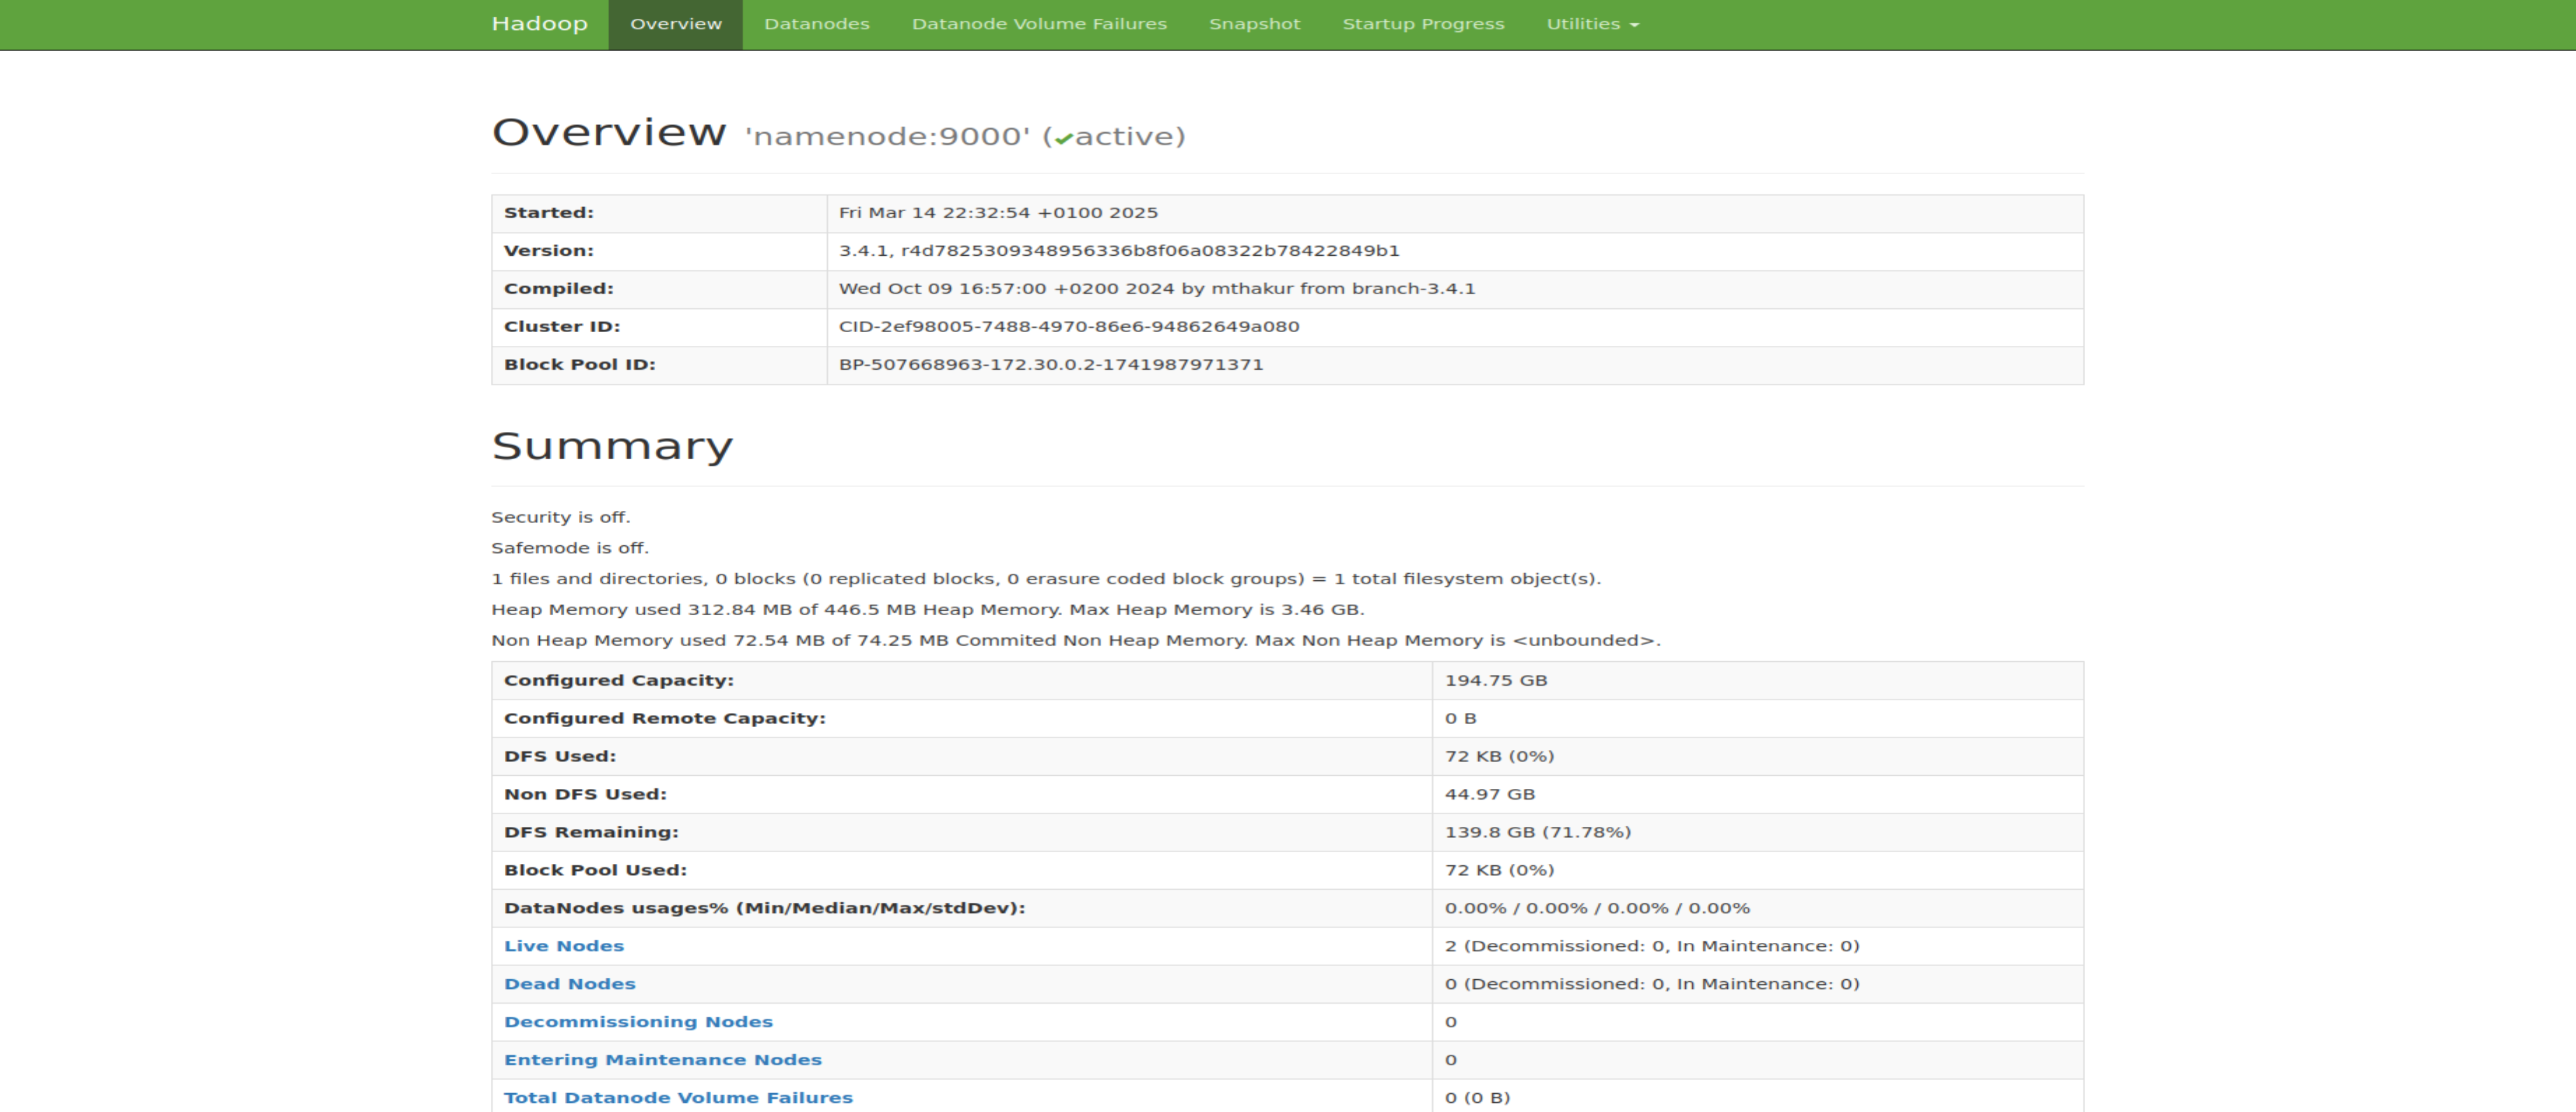 Hadoop Overview Datanodes Datanode Volume Failures Snapshot Startup Progress Utilities
Overview 'namenode:9000' (✔active)
Started: Fri Mar 14 22:32:54 +0100 2025
Version: 3.4.1, r4d7825309348956336b8f06a08322b78422849b1
Compiled: Wed Oct 09 16:57:00 +0200 2024 by mthakur from branch-3.4.1
Cluster ID: CID-2ef98005-7488-4970-86e6-94862649a080
Block Pool ID: BP-507668963-172.30.0.2-1741987971371
Summary
Security is off.
Safemode is off.
1 files and directories, 0 blocks (0 replicated blocks, 0 erasure coded block groups) = 1 total filesystem object(s).
Heap Memory used 312.84 MB of 446.5 MB Heap Memory. Max Heap Memory is 3.46 GB.
Non Heap Memory used 72.54 MB of 74.25 MB Commited Non Heap Memory. Max Non Heap Memory is <unbounded>.
Configured Capacity: 194.75 GB
Configured Remote Capacity: 0 B
DFS Used: 72 KB (0%)
Non DFS Used: 44.97 GB
DFS Remaining: 139.8 GB (71.78%)
Block Pool Used: 72 KB (0%)
DataNodes usages% (Min/Median/Max/stdDev): 0.00% / 0.00% / 0.00% / 0.00%
Live Nodes 2 (Decommissioned: 0, In Maintenance: 0)
Dead Nodes 0 (Decommissioned: 0, In Maintenance: 0)
Decommissioning Nodes 0
Entering Maintenance Nodes 0
Total Datanode Volume Failures 0 (0 B)